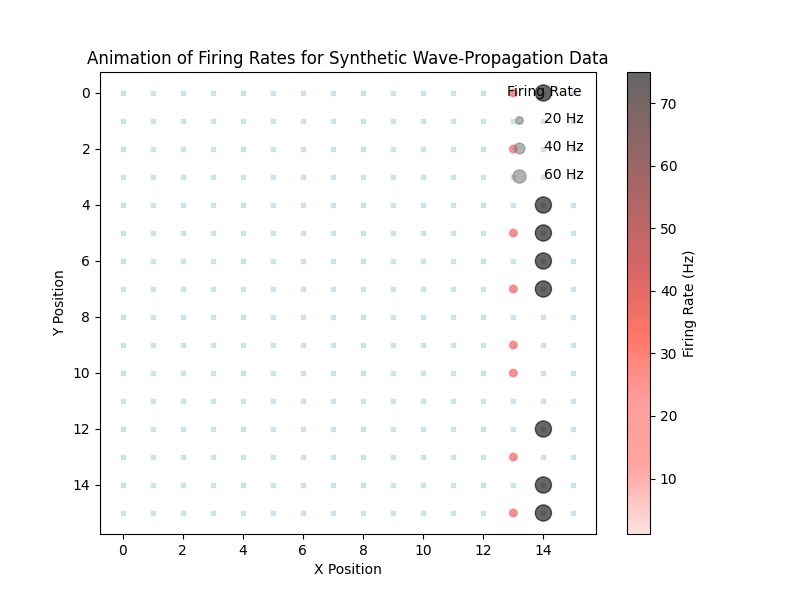 Animation of Firing Rates for Synthetic Wave-Propagation Data
Firing Rate
20 Hz
40 Hz
60 Hz
0
2
4
6
8
10
12
14
Y Position
0
2
4
6
8
10
12
14
X Position
70
60
50
40
30
20
10
Firing Rate (Hz)